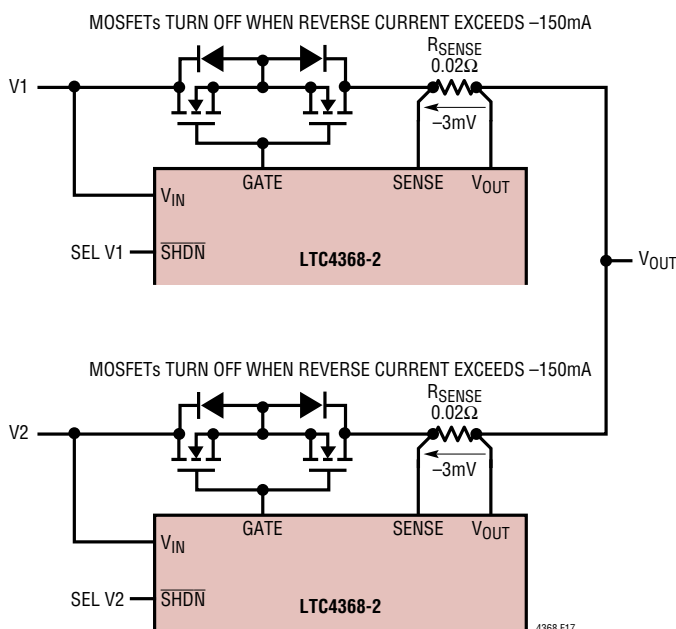 MOSFETs TURN OFF WHEN REVERSE CURRENT EXCEEDS –150mA
RSENSE
0.02Ω
V1
–3mV
GATE
SENSE
VOUT
VIN
SEL V1
SHDN
LTC4368-2
VOUT
MOSFETs TURN OFF WHEN REVERSE CURRENT EXCEEDS –150mA
RSENSE
0.02Ω
V2
–3mV
GATE
SENSE
VOUT
VIN
SEL V2
SHDN
LTC4368-2
4368 F17